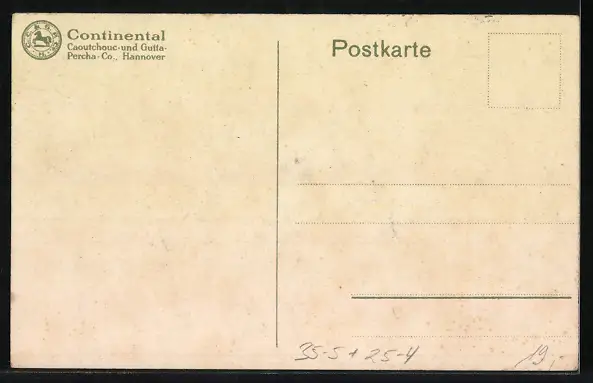 Continental
Caoutchouc- und Gutta-
Percha-Co., Hannover
Postkarte
35-5 + 25-4
19,-